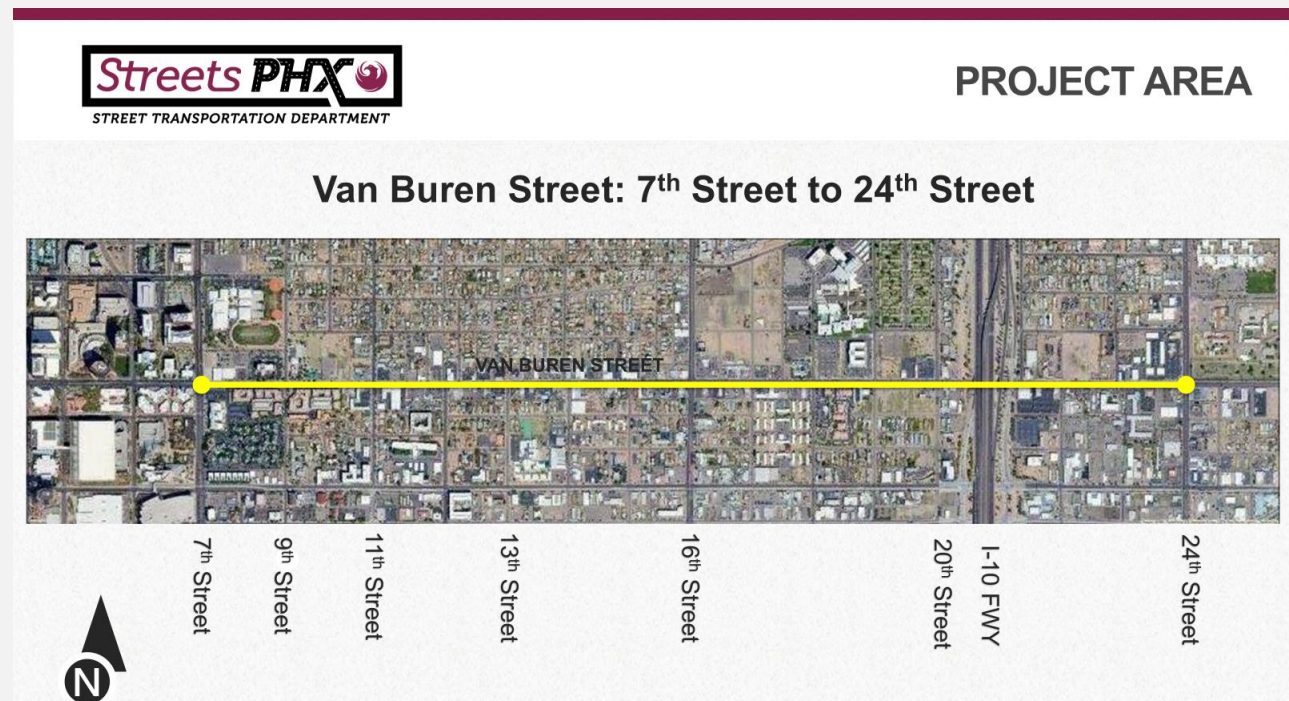 Streets PHX
STREET TRANSPORTATION DEPARTMENT
PROJECT AREA
Van Buren Street: 7th Street to 24th Street
VAN BUREN STREET
7th Street
9th Street
11th Street
13th Street
16th Street
20th Street
I-10 FWY
24th Street
N